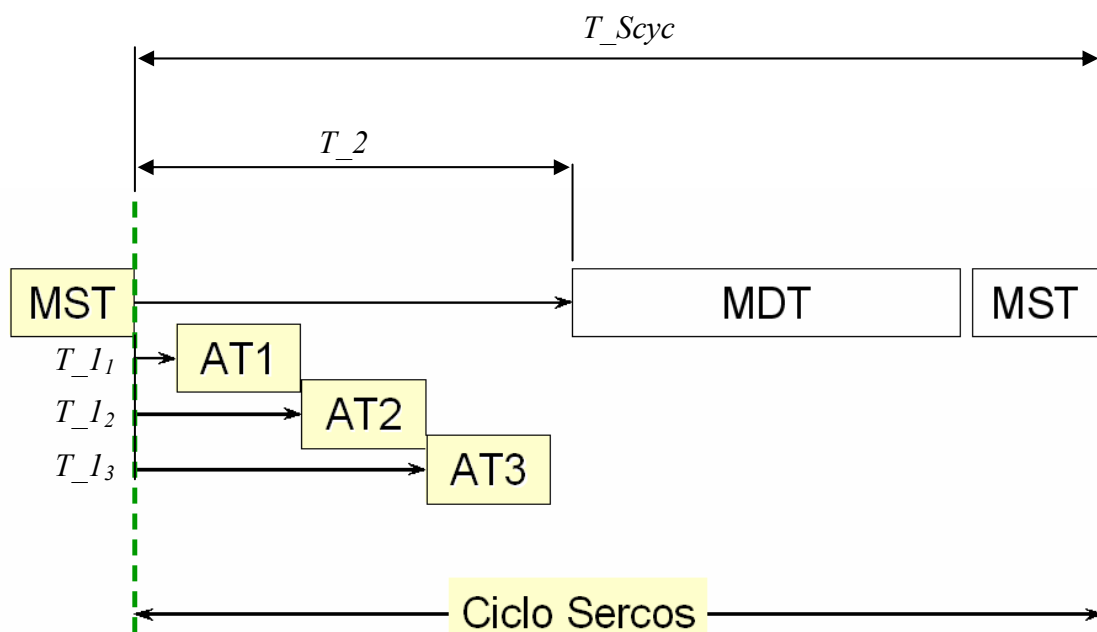 T_Scyc
T_2
MST MDT MST
T_1₁ AT1
T_1₂ AT2
T_1₃ AT3
Ciclo Sercos